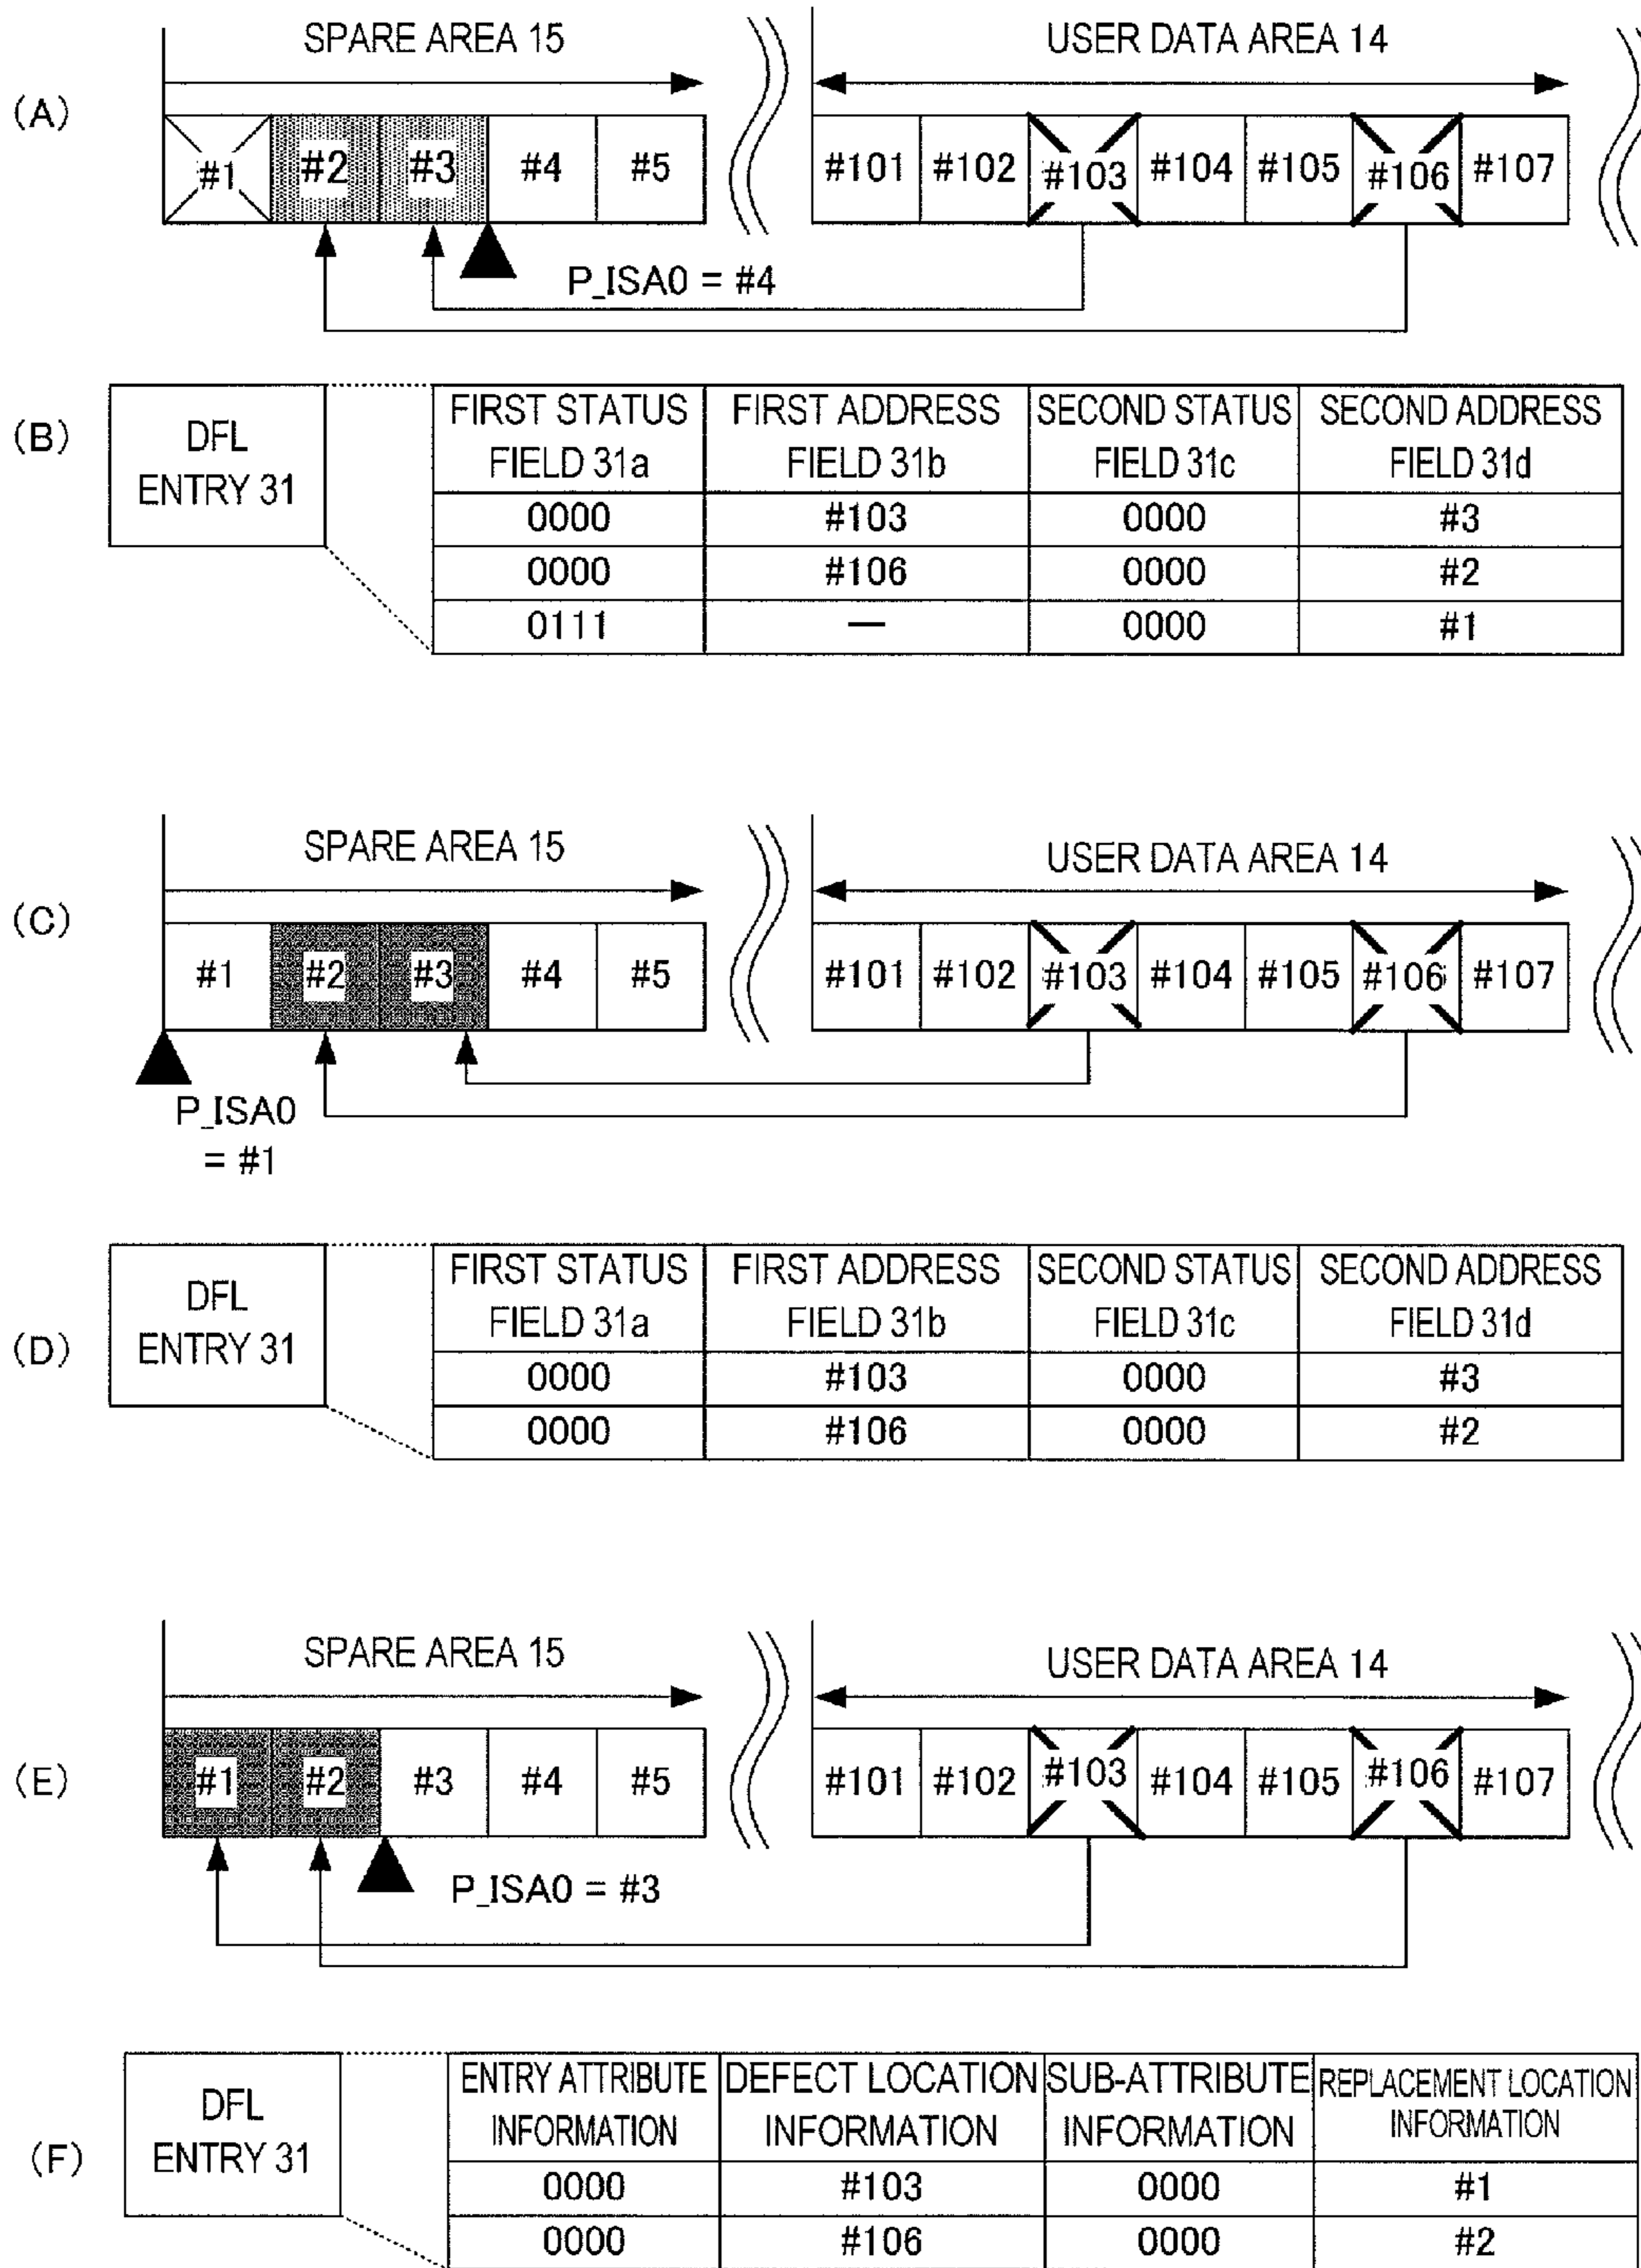 SPARE AREA 15 USER DATA AREA 14
(A)
#1 #2 #3 #4 #5 #101 #102 #103 #104 #105 #106 #107
P_ISA0 = #4
(B)
DFL
ENTRY 31
FIRST STATUS FIRST ADDRESS SECOND STATUS SECOND ADDRESS
FIELD 31a FIELD 31b FIELD 31c FIELD 31d
0000 #103 0000 #3
0000 #106 0000 #2
0111 — 0000 #1
SPARE AREA 15 USER DATA AREA 14
(C)
#1 #2 #3 #4 #5 #101 #102 #103 #104 #105 #106 #107
P_ISA0
= #1
(D)
DFL
ENTRY 31
FIRST STATUS FIRST ADDRESS SECOND STATUS SECOND ADDRESS
FIELD 31a FIELD 31b FIELD 31c FIELD 31d
0000 #103 0000 #3
0000 #106 0000 #2
SPARE AREA 15 USER DATA AREA 14
(E)
#1 #2 #3 #4 #5 #101 #102 #103 #104 #105 #106 #107
P_ISA0 = #3
(F)
DFL
ENTRY 31
ENTRY ATTRIBUTE DEFECT LOCATION SUB-ATTRIBUTE REPLACEMENT LOCATION
INFORMATION INFORMATION INFORMATION INFORMATION
0000 #103 0000 #1
0000 #106 0000 #2